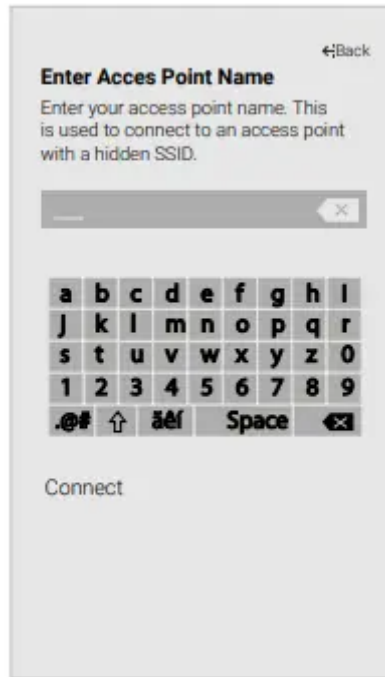 Back
Enter Acces Point Name
Enter your access point name. This
is used to connect to an access point
with a hidden SSID.
a b c d e f g h I
J k l m n o p q r
s t u v w x y z 0
1 2 3 4 5 6 7 8 9
.@# ãêí Space
Connect